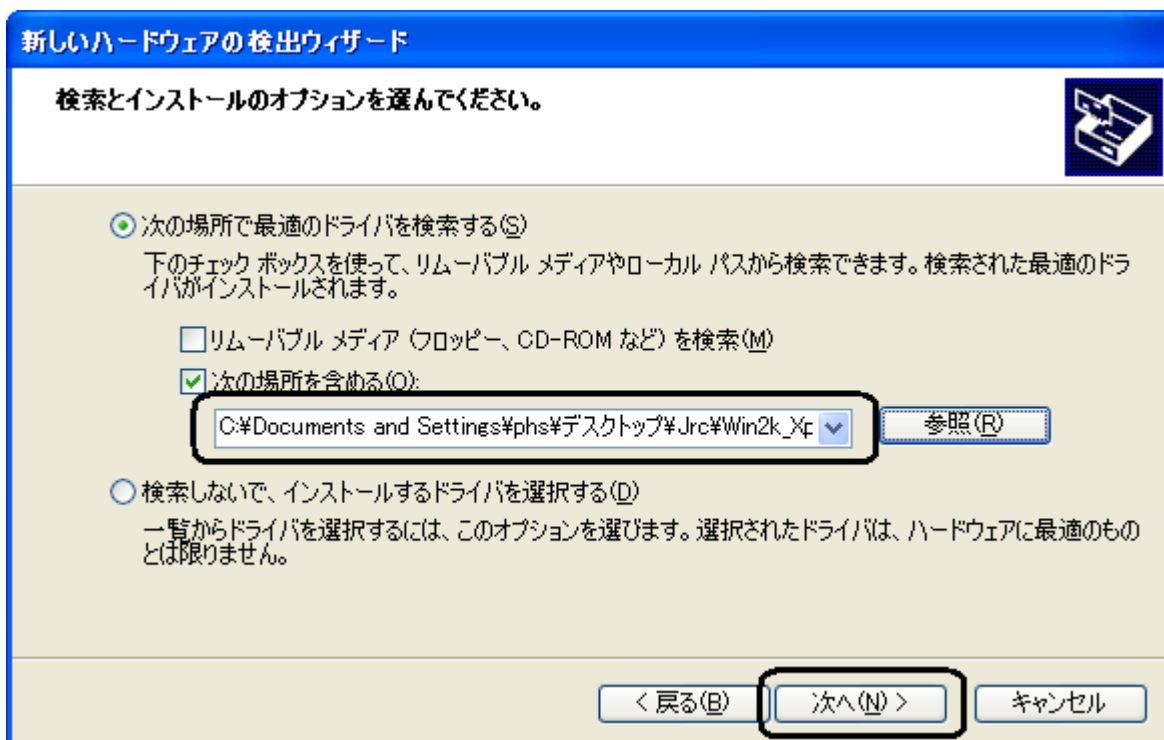 新しいハードウェアの検出ウィザード
検索とインストールのオプションを選んでください。
次の場所で最適のドライバを検索する(S)
下のチェック ボックスを使って、リムーバブル メディアやローカル パスから検索できます。検索された最適のドラ
イバがインストールされます。
リムーバブル メディア (フロッピー、CD-ROM など) を検索(M)
次の場所を含める(O):
C:¥Documents and Settings¥phs¥デスクトップ¥Jrc¥Win2k_Xp
参照(R)
検索しないで、インストールするドライバを選択する(D)
一覧からドライバを選択するには、このオプションを選びます。選択されたドライバは、ハードウェアに最適のもの
とは限りません。
< 戻る(B)
次へ(N) >
キャンセル